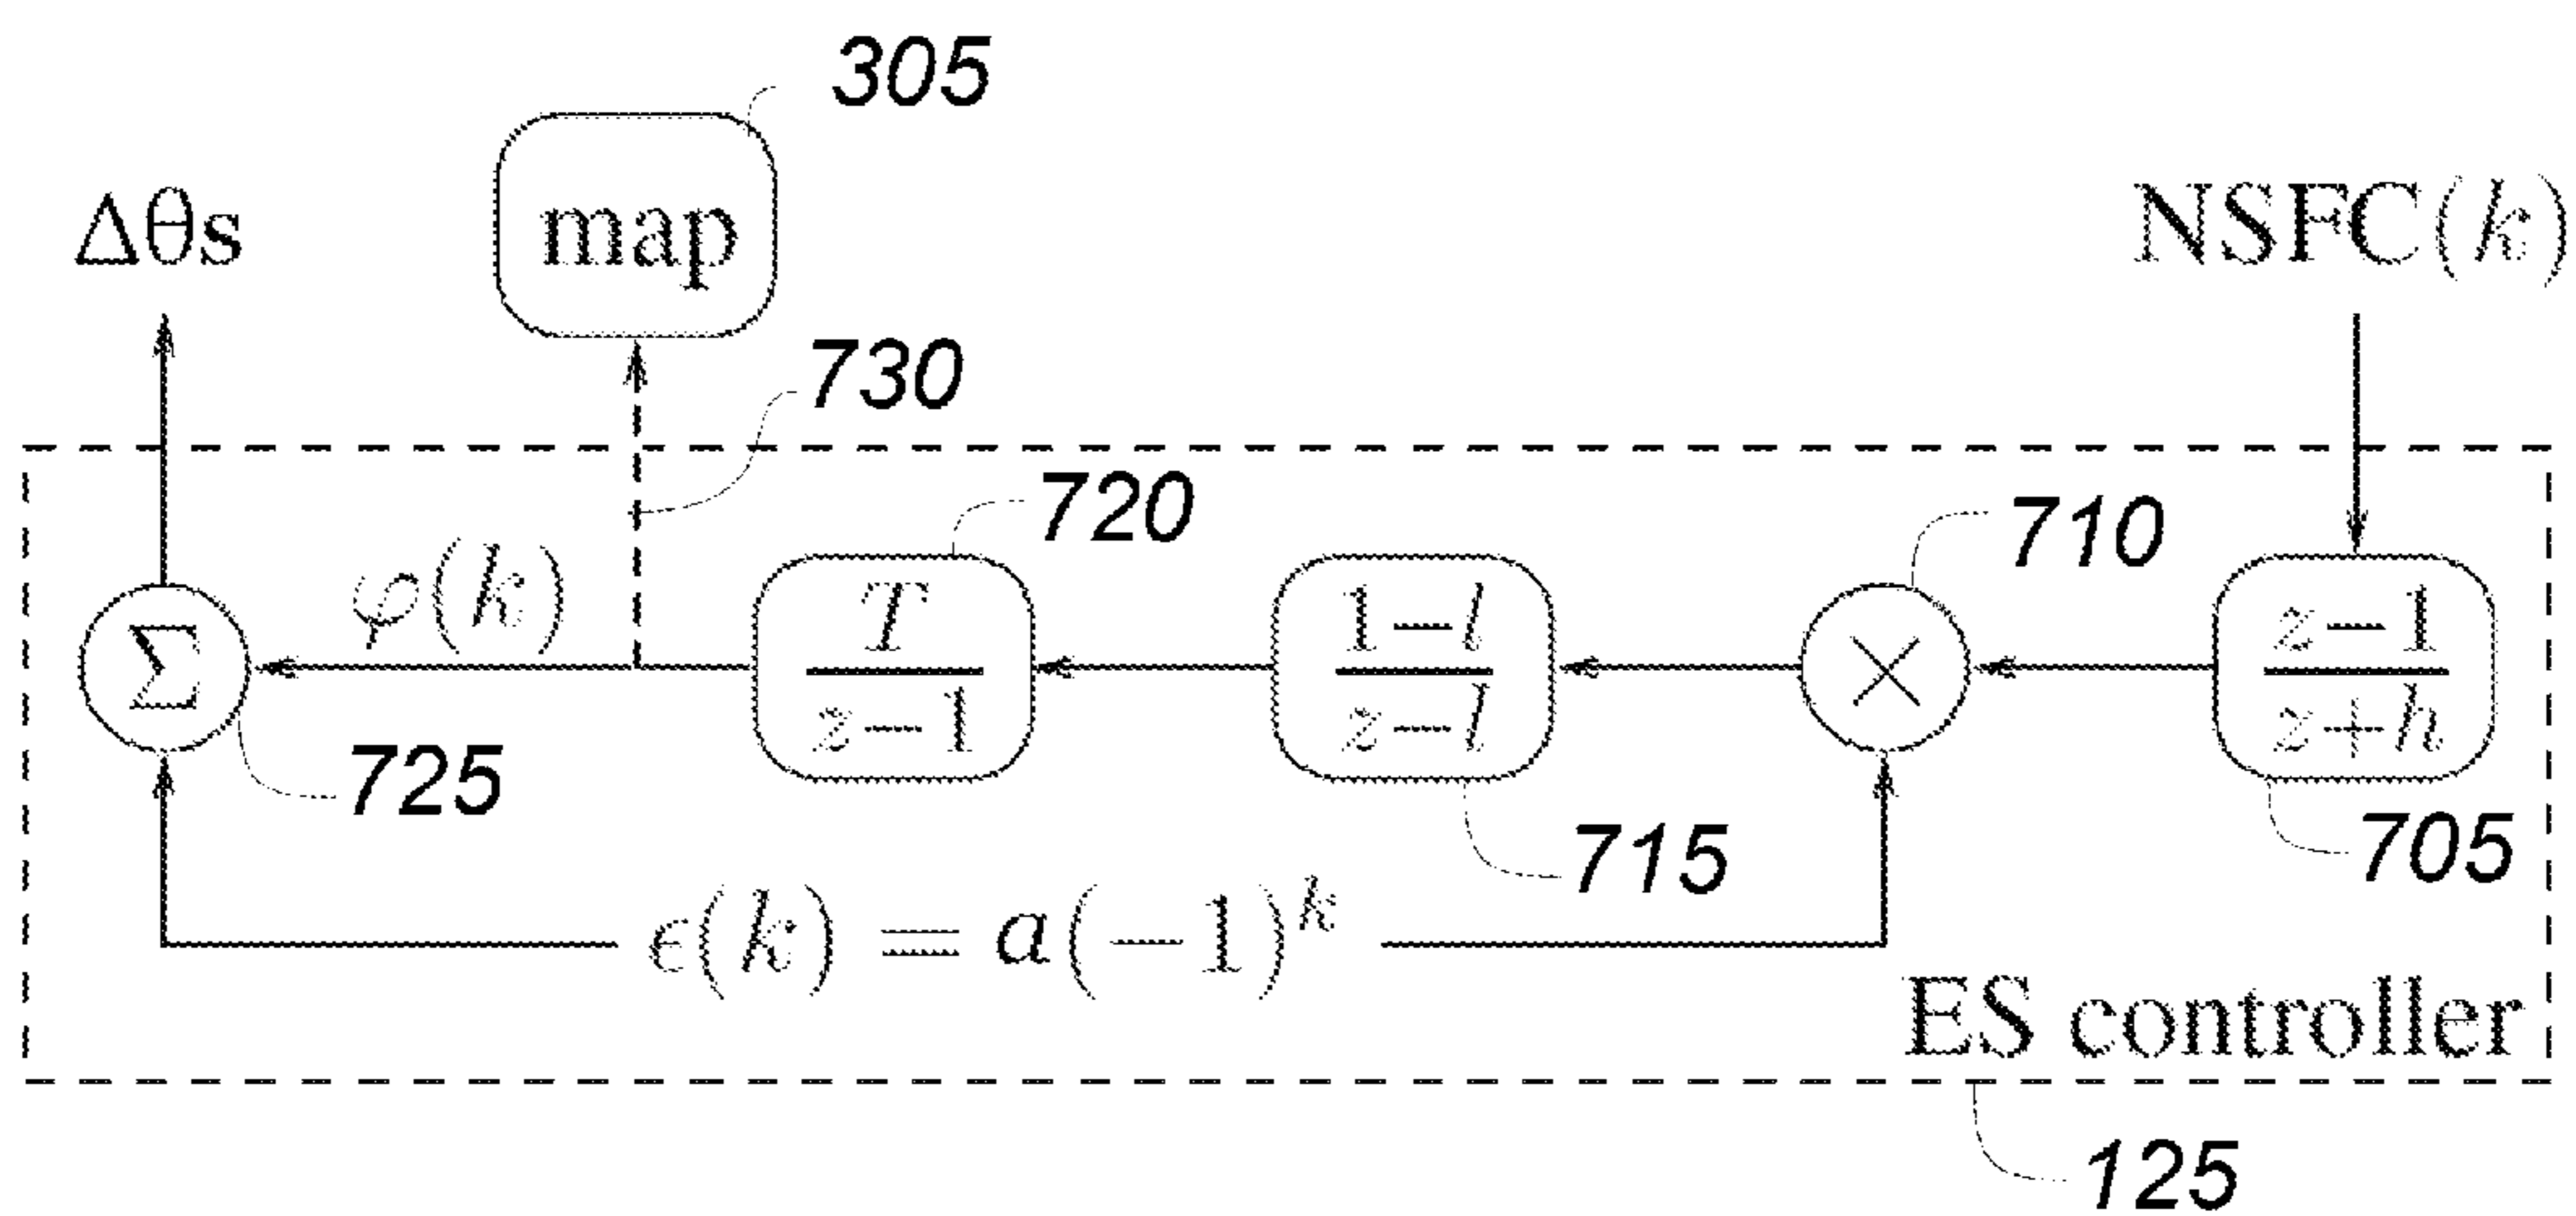 305
Δθs
map
NSFC(k)
730
720
710
φ(k)
Σ
T
z−1
1−l
z−l
×
z−1
z+h
725
715
705
ϵ(k) = a(−1)^k
ES controller
125